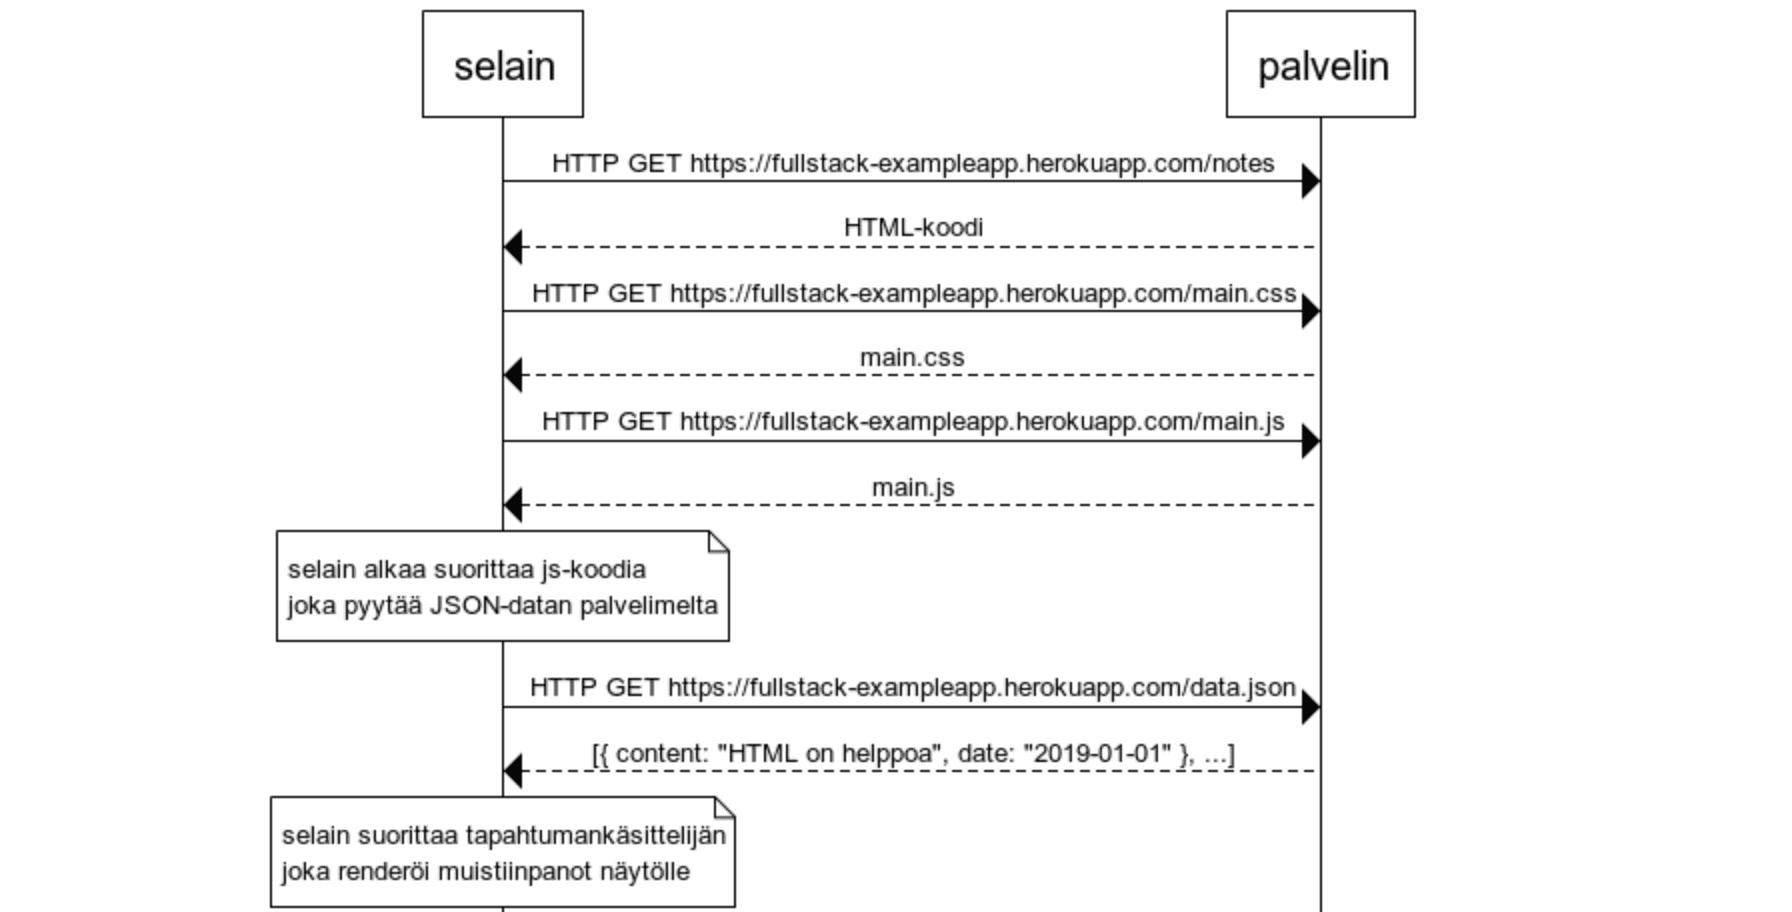 selain
palvelin
HTTP GET https://fullstack-exampleapp.herokuapp.com/notes
HTML-koodi
HTTP GET https://fullstack-exampleapp.herokuapp.com/main.css
main.css
HTTP GET https://fullstack-exampleapp.herokuapp.com/main.js
main.js
selain alkaa suorittaa js-koodia
joka pyytää JSON-datan palvelimelta
HTTP GET https://fullstack-exampleapp.herokuapp.com/data.json
[{ content: "HTML on helppoa", date: "2019-01-01" }, ...]
selain suorittaa tapahtumankäsittelijän
joka renderöi muistiinpanot näytölle